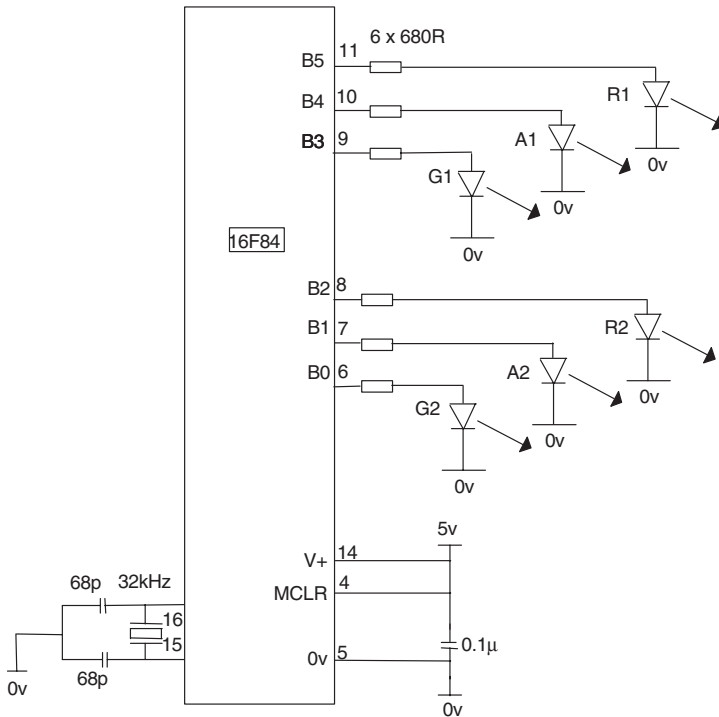 11 6 x 680R
B5
R1
B4 10
A1
B3 9
0v
G1
0v
0v
16F84
B2 8
R2
B1 7
A2
B0 6
G2
0v
0v
0v
5v
V+ 14
68p 32kHz
MCLR 4
16
15
0v 5
0.1µ
68p
0v
0v